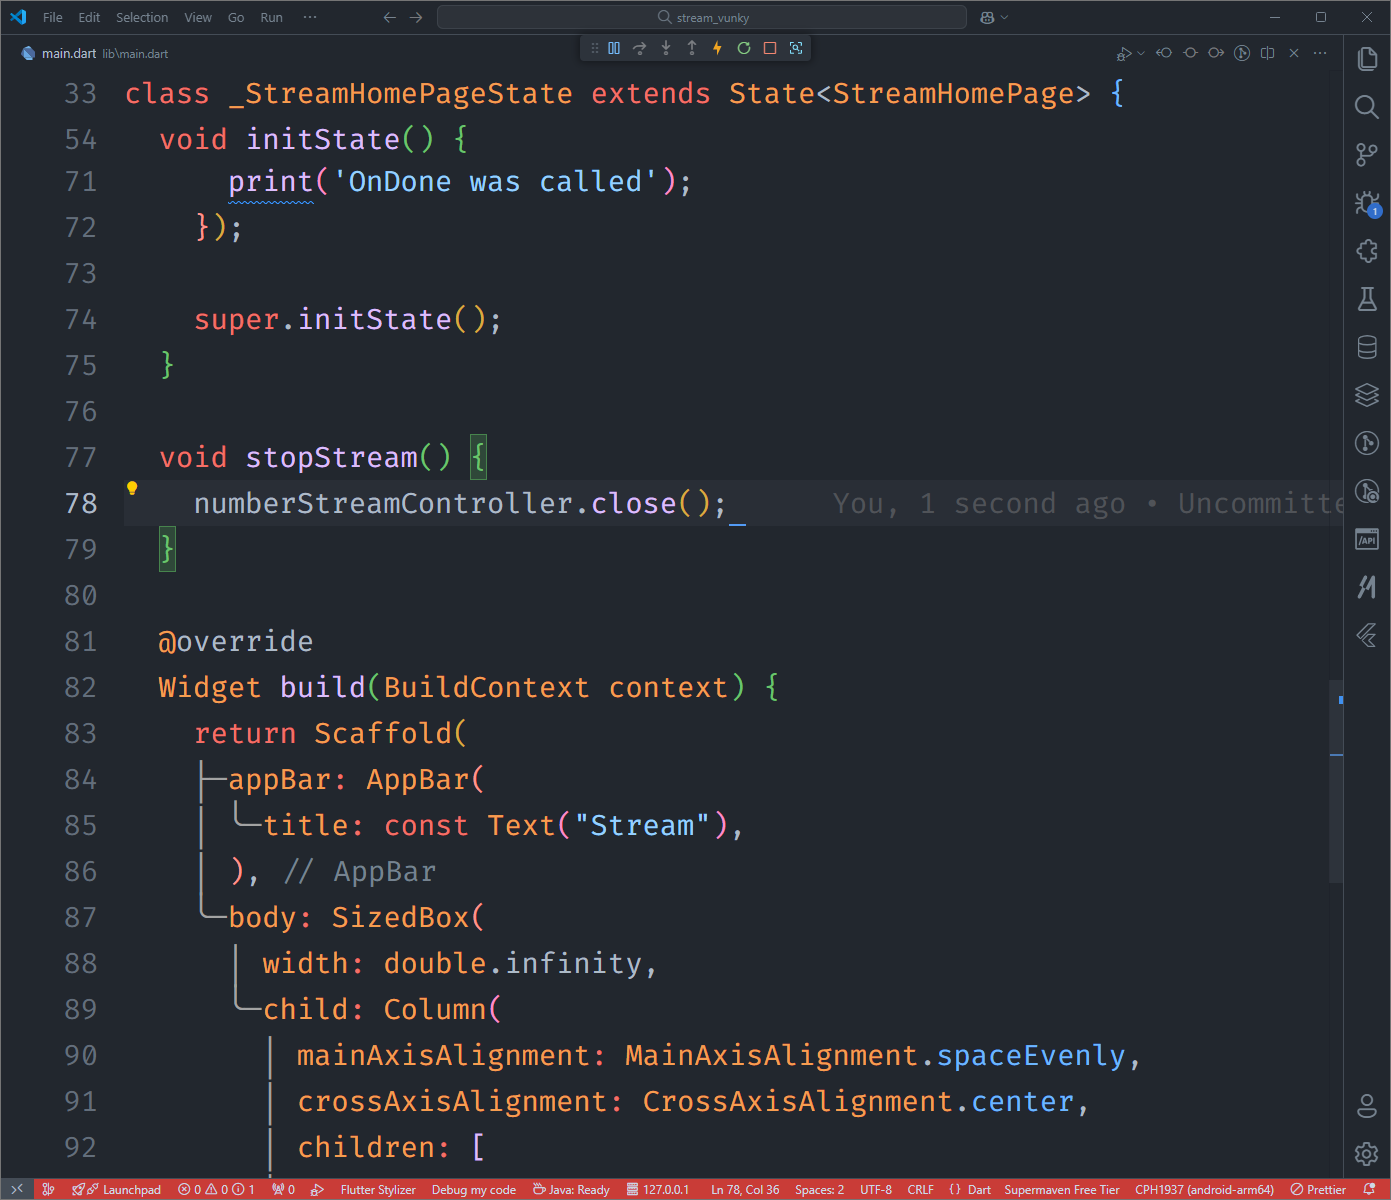 File Edit Selection View Go Run ··· stream_vunky
main.dart lib\main.dart
33 class _StreamHomePageState extends State<StreamHomePage> {
54 void initState() {
71 print('OnDone was called');
72 });
73
74 super.initState();
75 }
76
77 void stopStream() {
78 numberStreamController.close(); You, 1 second ago • Uncommitte
79 }
80
81 @override
82 Widget build(BuildContext context) {
83 return Scaffold(
84 appBar: AppBar(
85 title: const Text("Stream"),
86 ), // AppBar
87 body: SizedBox(
88 width: double.infinity,
89 child: Column(
90 mainAxisAlignment: MainAxisAlignment.spaceEvenly,
91 crossAxisAlignment: CrossAxisAlignment.center,
92 children: [
1
/API
Launchpad 0 0 1 0 Flutter Stylizer Debug my code Java: Ready 127.0.0.1 Ln 78, Col 36 Spaces: 2 UTF-8 CRLF {} Dart Supermaven Free Tier CPH1937 (android-arm64) Prettier